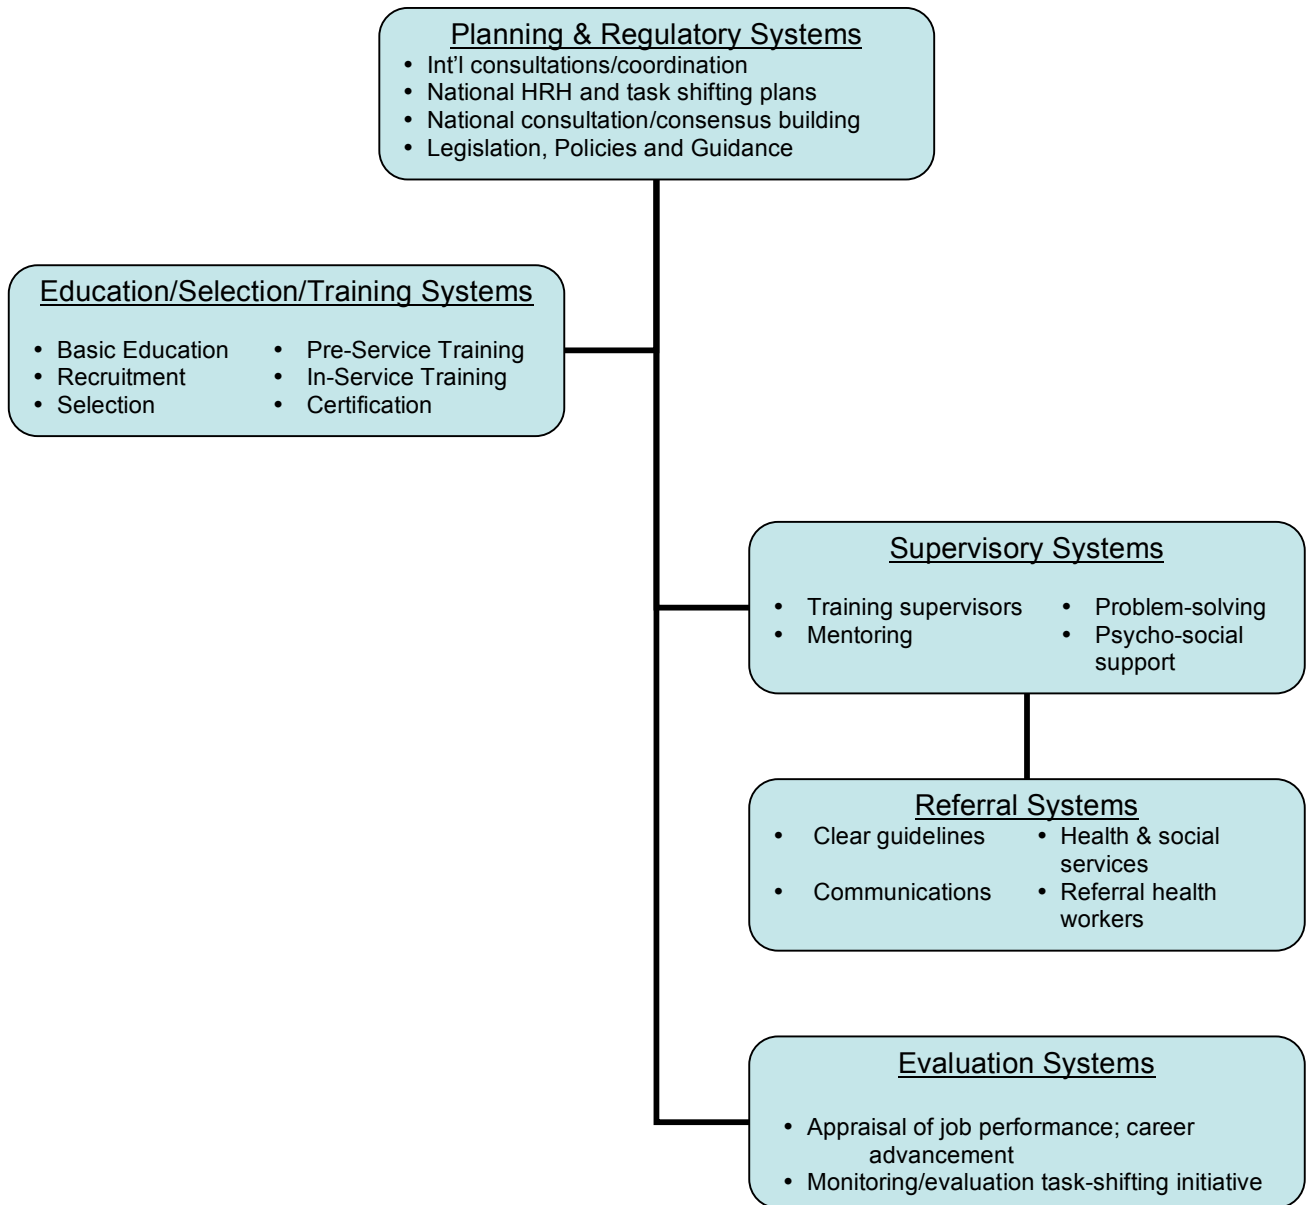 Planning & Regulatory Systems
• Int'l consultations/coordination
• National HRH and task shifting plans
• National consultation/consensus building
• Legislation, Policies and Guidance
Education/Selection/Training Systems
• Basic Education • Pre-Service Training
• Recruitment • In-Service Training
• Selection • Certification
Supervisory Systems
• Training supervisors • Problem-solving
• Mentoring • Psycho-social
support
Referral Systems
• Clear guidelines • Health & social
services
• Communications • Referral health
workers
Evaluation Systems
• Appraisal of job performance; career
advancement
• Monitoring/evaluation task-shifting initiative